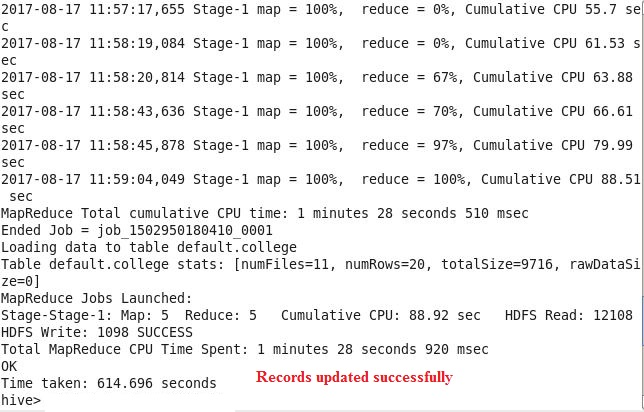 2017-08-17 11:57:17,655 Stage-1 map = 100%,  reduce = 0%, Cumulative CPU 55.7 se
c
2017-08-17 11:58:19,084 Stage-1 map = 100%,  reduce = 0%, Cumulative CPU 61.53 s
ec
2017-08-17 11:58:20,814 Stage-1 map = 100%,  reduce = 67%, Cumulative CPU 63.88
sec
2017-08-17 11:58:43,636 Stage-1 map = 100%,  reduce = 70%, Cumulative CPU 66.61
sec
2017-08-17 11:58:45,878 Stage-1 map = 100%,  reduce = 97%, Cumulative CPU 79.99
sec
2017-08-17 11:59:04,049 Stage-1 map = 100%,  reduce = 100%, Cumulative CPU 88.51
 sec
MapReduce Total cumulative CPU time: 1 minutes 28 seconds 510 msec
Ended Job = job_1502950180410_0001
Loading data to table default.college
Table default.college stats: [numFiles=11, numRows=20, totalSize=9716, rawDataSi
ze=0]
MapReduce Jobs Launched:
Stage-Stage-1: Map: 5  Reduce: 5   Cumulative CPU: 88.92 sec   HDFS Read: 12108
HDFS Write: 1098 SUCCESS
Total MapReduce CPU Time Spent: 1 minutes 28 seconds 920 msec
OK
Time taken: 614.696 seconds
Records updated successfully
hive>